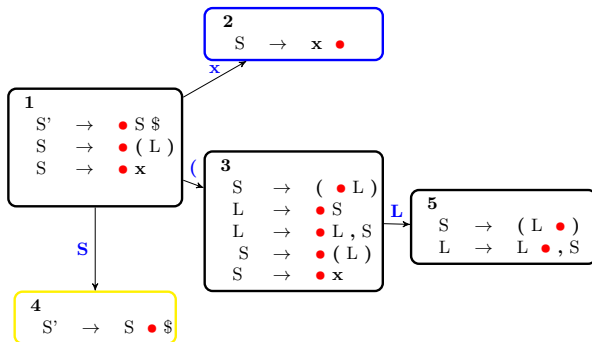 2
S → x •
x
1
S' → • S $
S → • ( L )
S → • x
(
3
S → ( • L )
L → • S
L → • L , S
S → • ( L )
S → • x
L
5
S → ( L • )
L → L • , S
S
4
S' → S • $